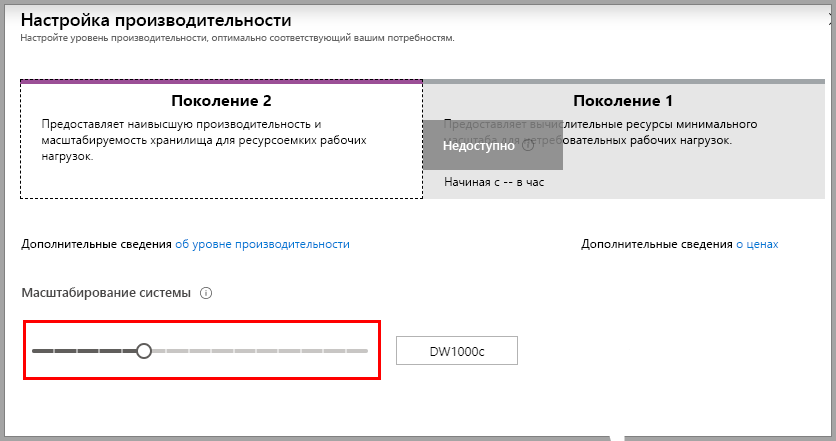 Настройка производительности
Настройте уровень производительности, оптимально соответствующий вашим потребностям.
Поколение 2
Предоставляет наивысшую производительность и
масштабируемость хранилища для ресурсоемких рабочих
нагрузок.
Поколение 1
Предоставляет вычислительные ресурсы минимального
масштаба для нетребовательных рабочих нагрузок.
Недоступно
Начиная с -- в час
Дополнительные сведения об уровне производительности
Дополнительные сведения о ценах
Масштабирование системы
DW1000c